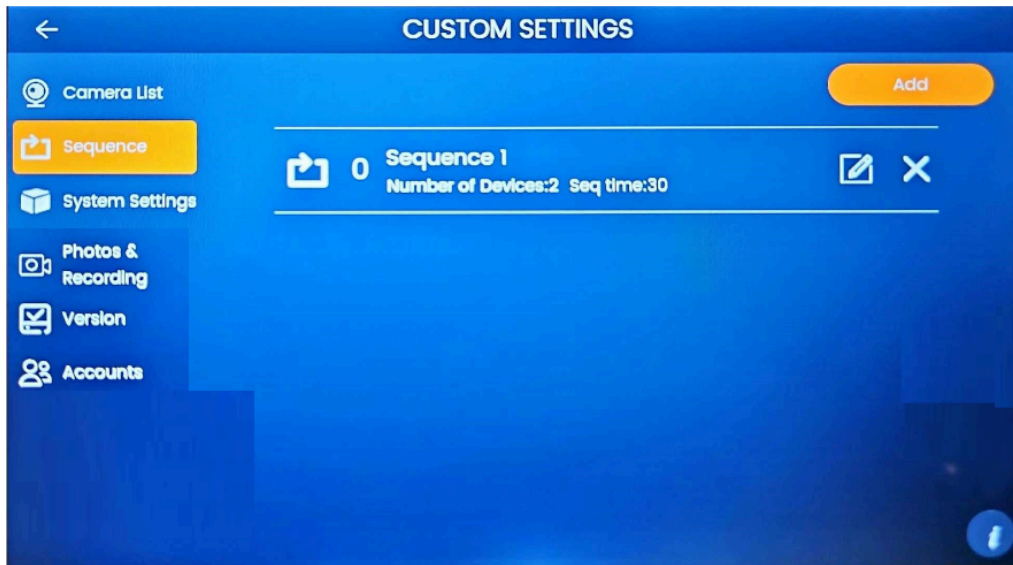 CUSTOM SETTINGS
Camera List
Add
Sequence
0 Sequence 1
Number of Devices:2 Seq time:30
System Settings
Photos &
Recording
Version
Accounts